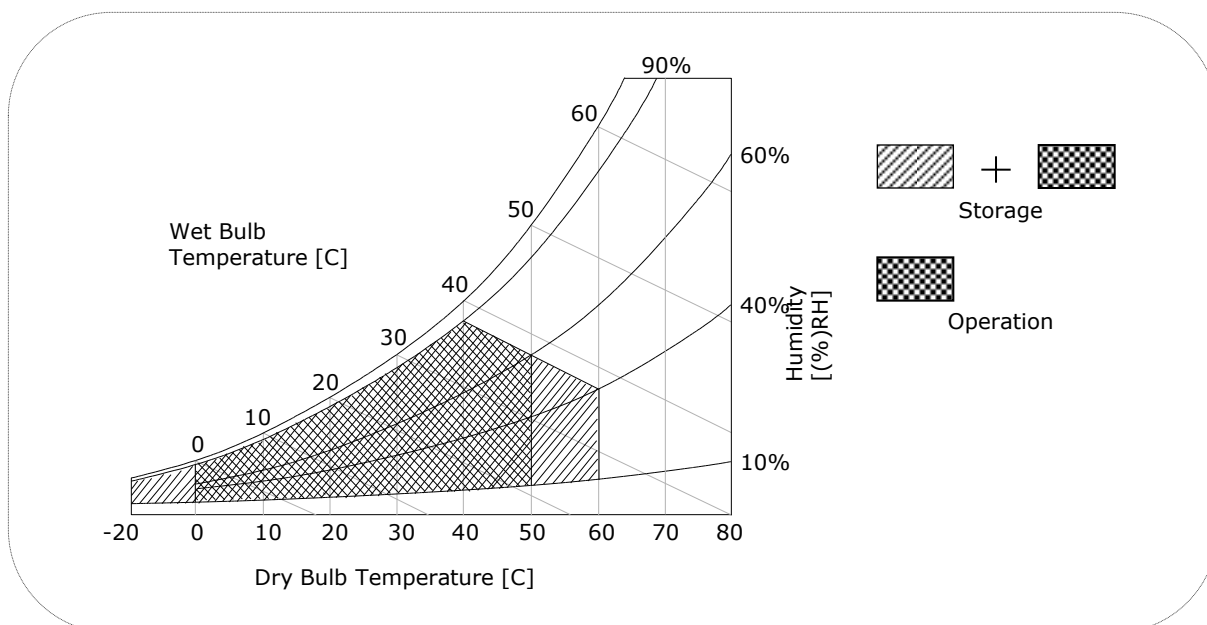 90%
60
60%
50
Storage
Wet Bulb
Temperature [C]
40
40%
Humidity
[(%)RH]
Operation
30
20
10
0
10%
-20 0 10 20 30 40 50 60 80
Dry Bulb Temperature [C]